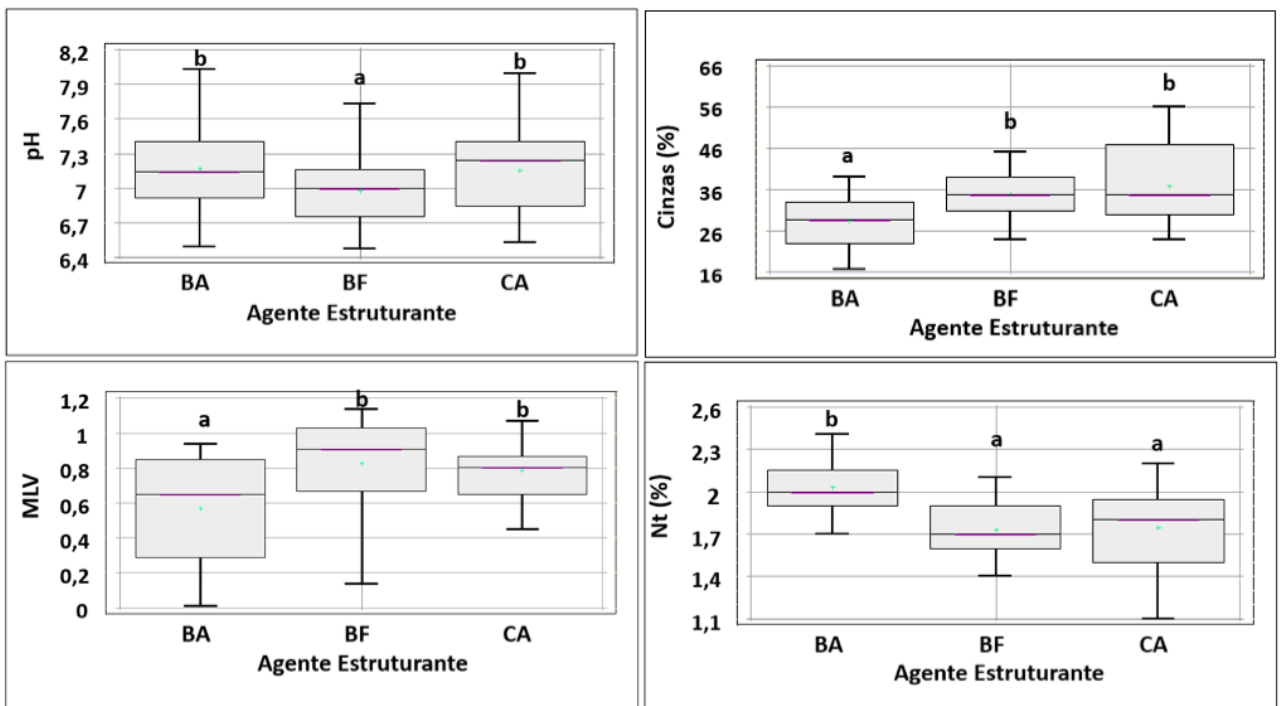 8,2
7,9
7,6
7,3
7
6,7
6,4
pH
b
a
b
BA BF CA
Agente Estruturante
66
56
46
36
26
16
Cinzas (%)
a
b
b
BA BF CA
Agente Estruturante
1,2
1
0,8
0,6
0,4
0,2
0
MLV
a
b
b
BA BF CA
Agente Estruturante
2,6
2,3
2
1,7
1,4
1,1
Nt (%)
b
a
a
BA BF CA
Agente Estruturante